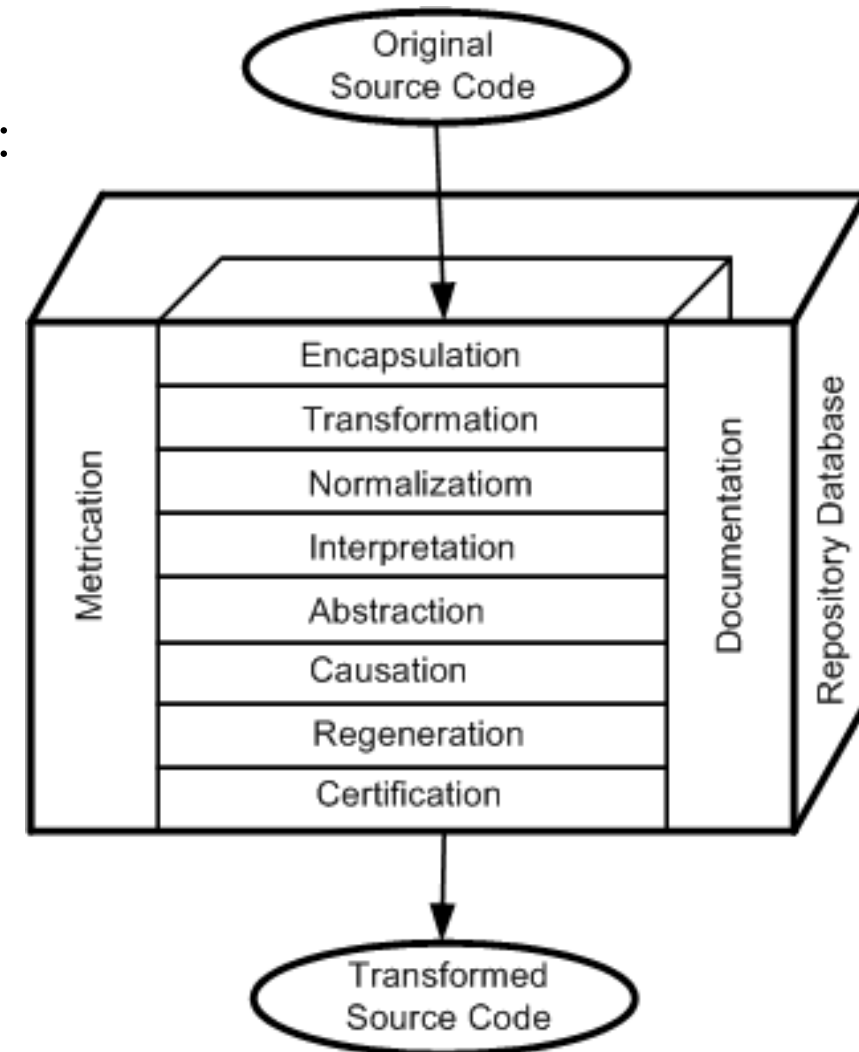 Original
Source Code
:
Encapsulation
Transformation
Normalizatiom
Interpretation
Abstraction
Causation
Regeneration
Certification
Metrication
Documentation
Repository Database
Transformed
Source Code